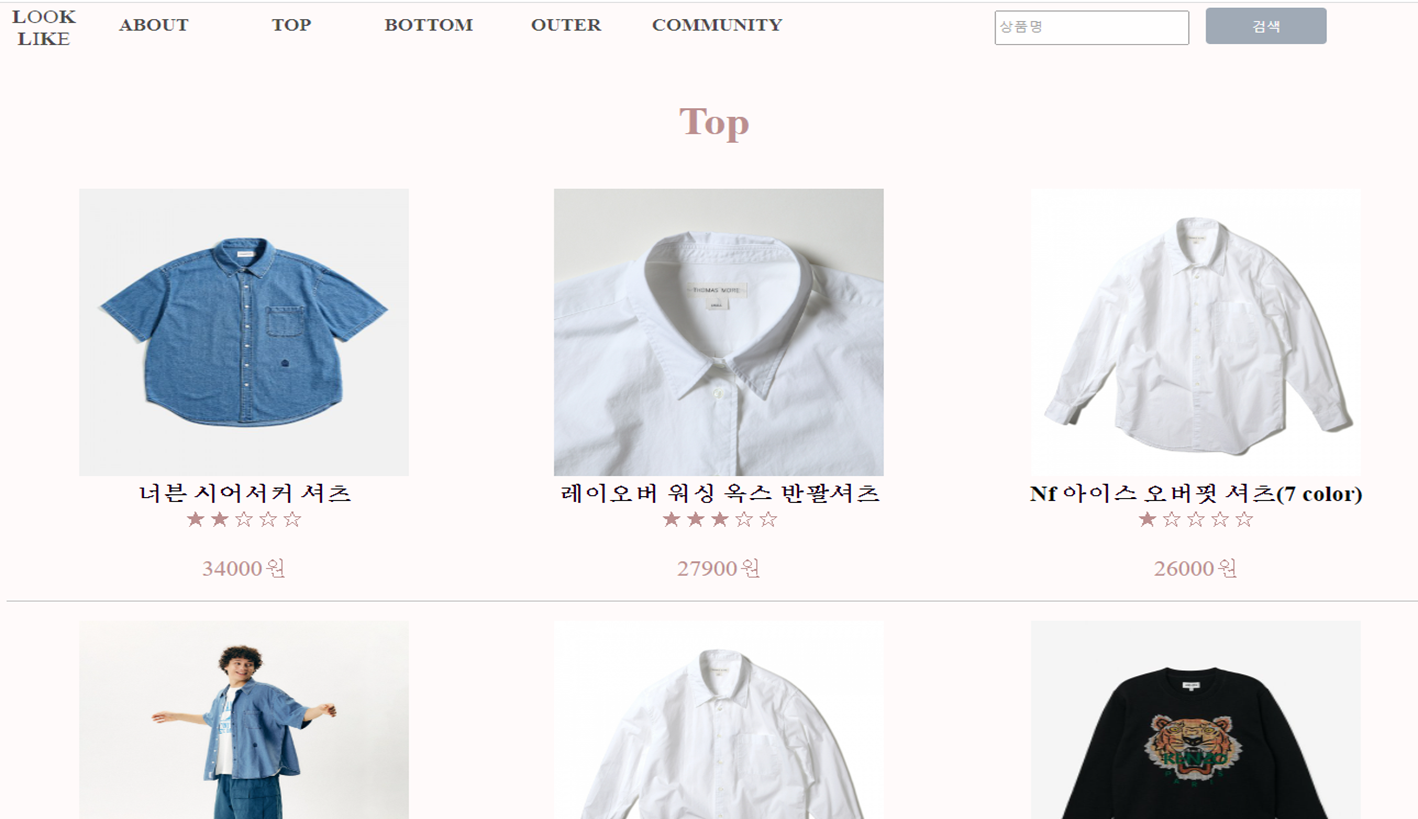 LOOK
LIKE
ABOUT
TOP
BOTTOM
OUTER
COMMUNITY
상품명
검색
Top
THOMAS MORE
너븐 시어서커 셔츠
★★☆☆☆
34000원
레이오버 워싱 옥스 반팔셔츠
★★★☆☆
27900원
Nf 아이스 오버핏 셔츠(7 color)
★☆☆☆☆
26000원
KENZO